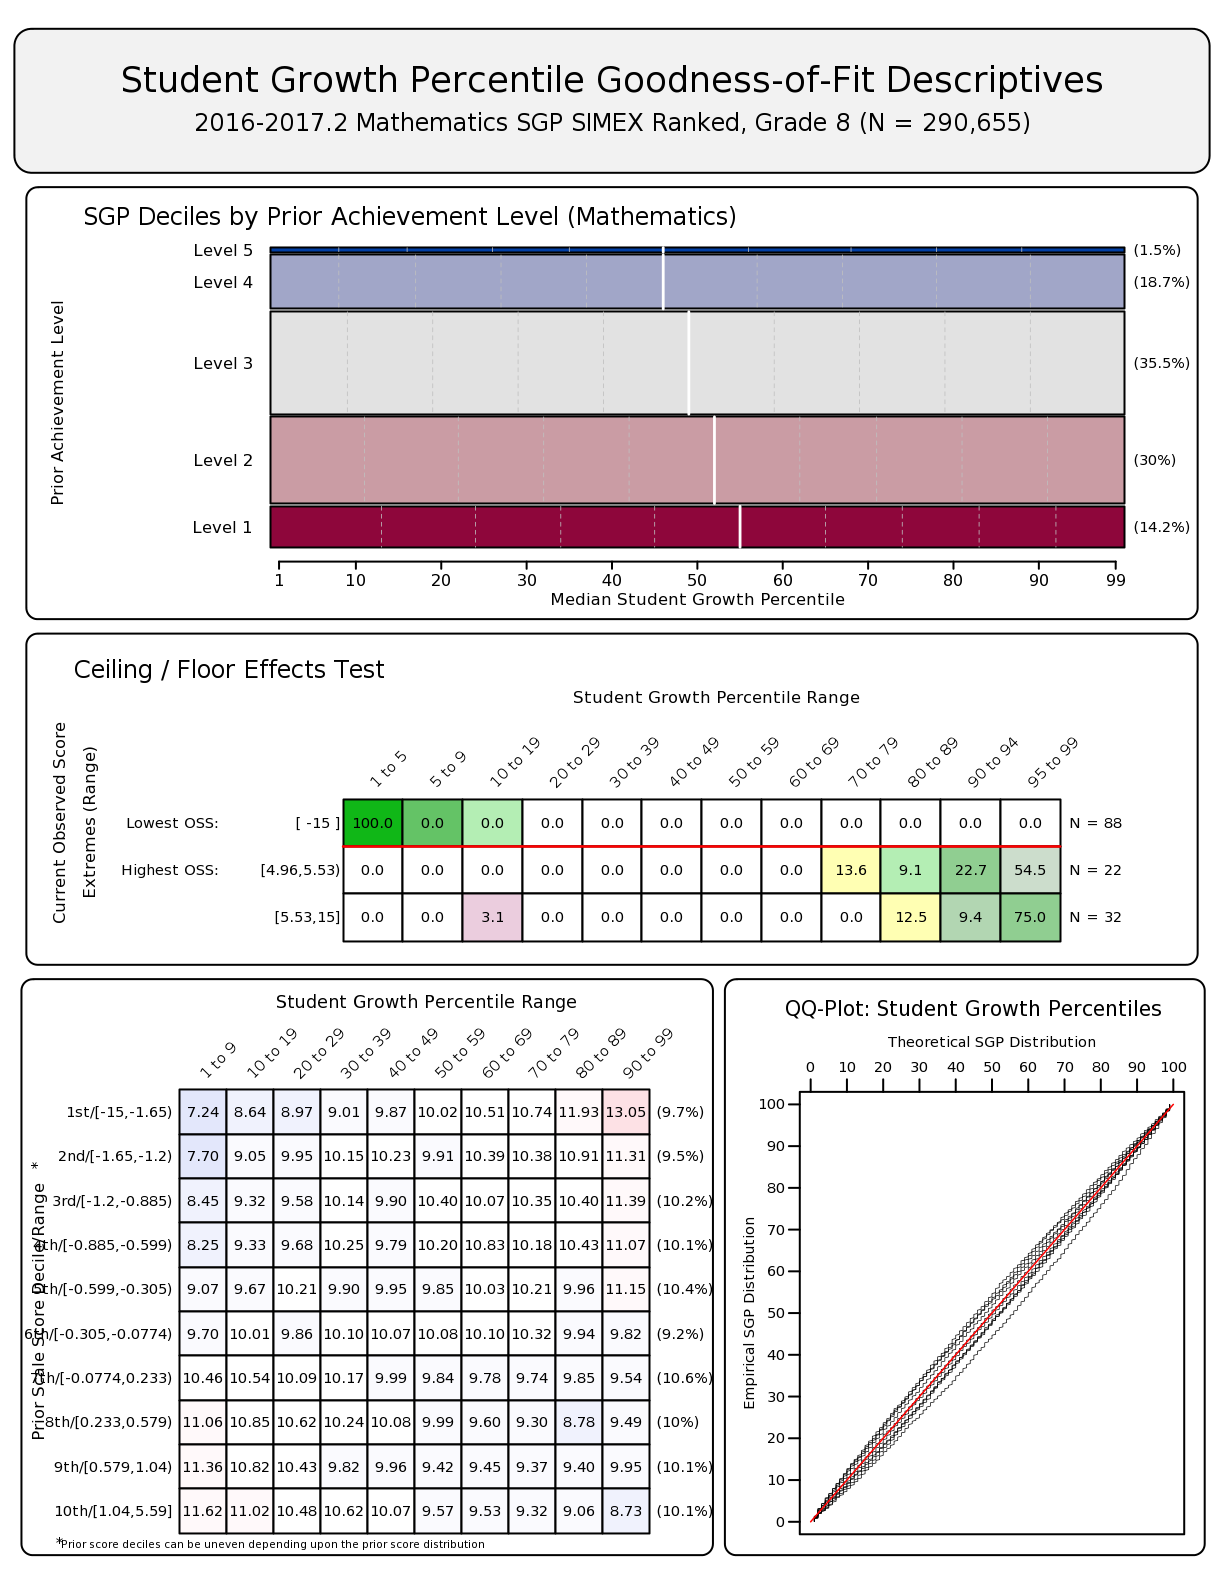 Student Growth Percentile Goodness-of-Fit Descriptives
2016-2017.2 Mathematics SGP SIMEX Ranked, Grade 8 (N = 290,655)
SGP Deciles by Prior Achievement Level (Mathematics)
Prior Achievement Level
Level 5 (1.5%)
Level 4 (18.7%)
Level 3 (35.5%)
Level 2 (30%)
Level 1 (14.2%)
1 10 20 30 40 50 60 70 80 90 99
Median Student Growth Percentile
Ceiling / Floor Effects Test
Student Growth Percentile Range
Current Observed Score
Extremes (Range)
1 to 5 5 to 9 10 to 19 20 to 29 30 to 39 40 to 49 50 to 59 60 to 69 70 to 79 80 to 89 90 to 94 95 to 99
Lowest OSS: [ -15 ] 100.0 0.0 0.0 0.0 0.0 0.0 0.0 0.0 0.0 0.0 0.0 0.0 N = 88
Highest OSS: [4.96,5.53) 0.0 0.0 0.0 0.0 0.0 0.0 0.0 0.0 13.6 9.1 22.7 54.5 N = 22
[5.53,15] 0.0 0.0 3.1 0.0 0.0 0.0 0.0 0.0 0.0 12.5 9.4 75.0 N = 32
Student Growth Percentile Range
Prior Scale Score Decile/Range *
1 to 9 10 to 19 20 to 29 30 to 39 40 to 49 50 to 59 60 to 69 70 to 79 80 to 89 90 to 99
1st/[-15,-1.65) 7.24 8.64 8.97 9.01 9.87 10.02 10.51 10.74 11.93 13.05 (9.7%)
2nd/[-1.65,-1.2) 7.70 9.05 9.95 10.15 10.23 9.91 10.39 10.38 10.91 11.31 (9.5%)
3rd/[-1.2,-0.885) 8.45 9.32 9.58 10.14 9.90 10.40 10.07 10.35 10.40 11.39 (10.2%)
4th/[-0.885,-0.599) 8.25 9.33 9.68 10.25 9.79 10.20 10.83 10.18 10.43 11.07 (10.1%)
5th/[-0.599,-0.305) 9.07 9.67 10.21 9.90 9.95 9.85 10.03 10.21 9.96 11.15 (10.4%)
6th/[-0.305,-0.0774) 9.70 10.01 9.86 10.10 10.07 10.08 10.10 10.32 9.94 9.82 (9.2%)
7th/[-0.0774,0.233) 10.46 10.54 10.09 10.17 9.99 9.84 9.78 9.74 9.85 9.54 (10.6%)
8th/[0.233,0.579) 11.06 10.85 10.62 10.24 10.08 9.99 9.60 9.30 8.78 9.49 (10%)
9th/[0.579,1.04) 11.36 10.82 10.43 9.82 9.96 9.42 9.45 9.37 9.40 9.95 (10.1%)
10th/[1.04,5.59] 11.62 11.02 10.48 10.62 10.07 9.57 9.53 9.32 9.06 8.73 (10.1%)
*Prior score deciles can be uneven depending upon the prior score distribution
QQ-Plot: Student Growth Percentiles
Theoretical SGP Distribution
0 10 20 30 40 50 60 70 80 90 100
Empirical SGP Distribution
100
90
80
70
60
50
40
30
20
10
0